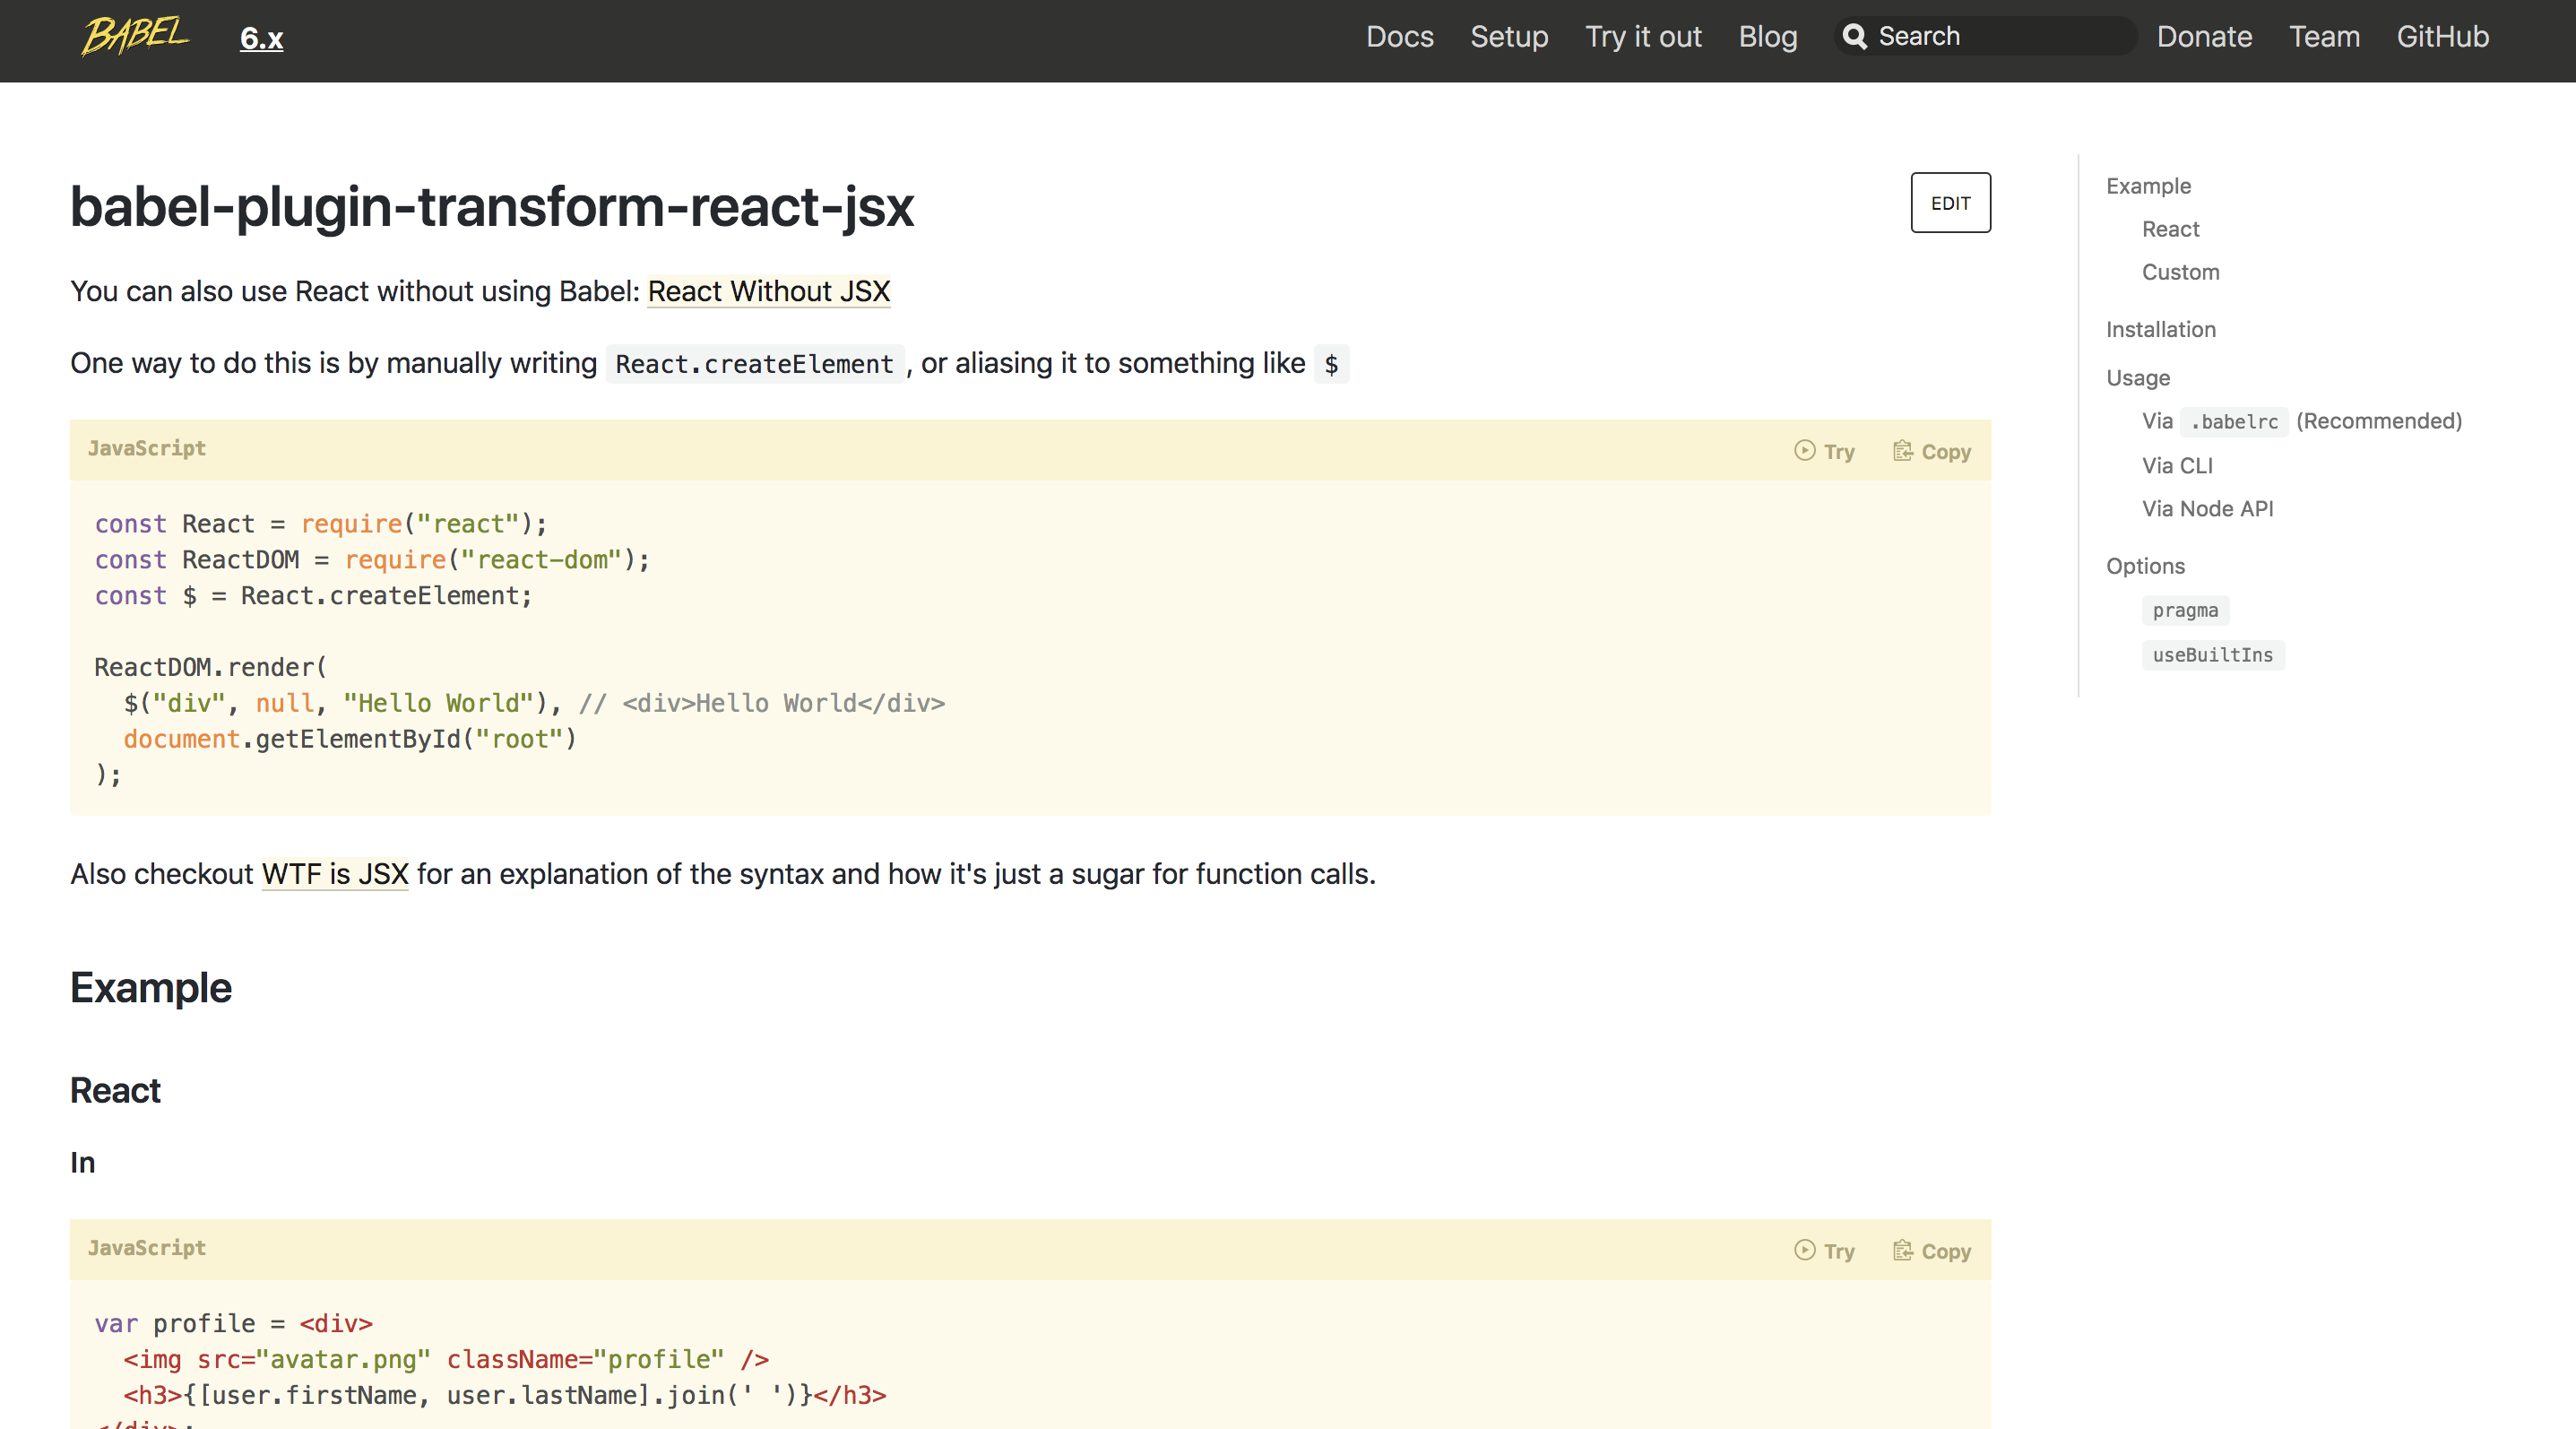 BABEL 6.x Docs Setup Try it out Blog Search Donate Team GitHub
babel-plugin-transform-react-jsx
EDIT
You can also use React without using Babel: React Without JSX
One way to do this is by manually writing React.createElement, or aliasing it to something like $
JavaScript Try Copy
const React = require("react");
const ReactDOM = require("react-dom");
const $ = React.createElement;
ReactDOM.render(
  $("div", null, "Hello World"), // <div>Hello World</div>
  document.getElementById("root")
);
Also checkout WTF is JSX for an explanation of the syntax and how it's just a sugar for function calls.
Example
React
In
JavaScript Try Copy
var profile = <div>
  <img src="avatar.png" className="profile" />
  <h3>{[user.firstName, user.lastName].join(' ')}</h3>
</div>;
Example
React
Custom
Installation
Usage
Via .babelrc (Recommended)
Via CLI
Via Node API
Options
pragma
useBuiltIns